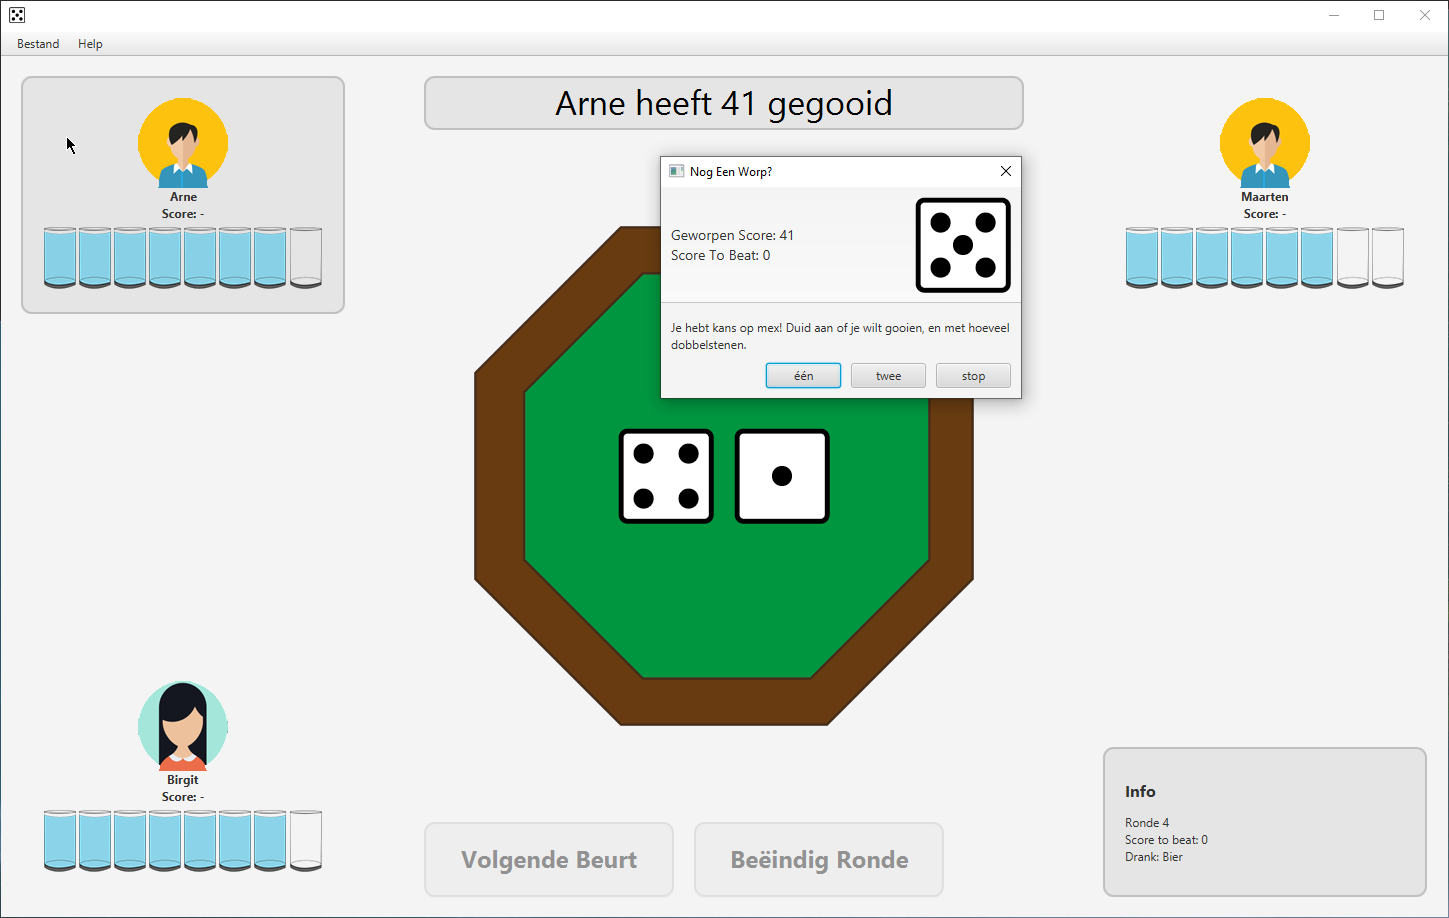 Bestand Help
Arne heeft 41 gegooid
Arne
Score: -
Maarten
Score: -
Nog Een Worp?
Geworpen Score: 41
Score To Beat: 0
Je hebt kans op mex! Duid aan of je wilt gooien, en met hoeveel
dobbelstenen.
één twee stop
Birgit
Score: -
Volgende Beurt Beëindig Ronde
Info
Ronde 4
Score to beat: 0
Drank: Bier